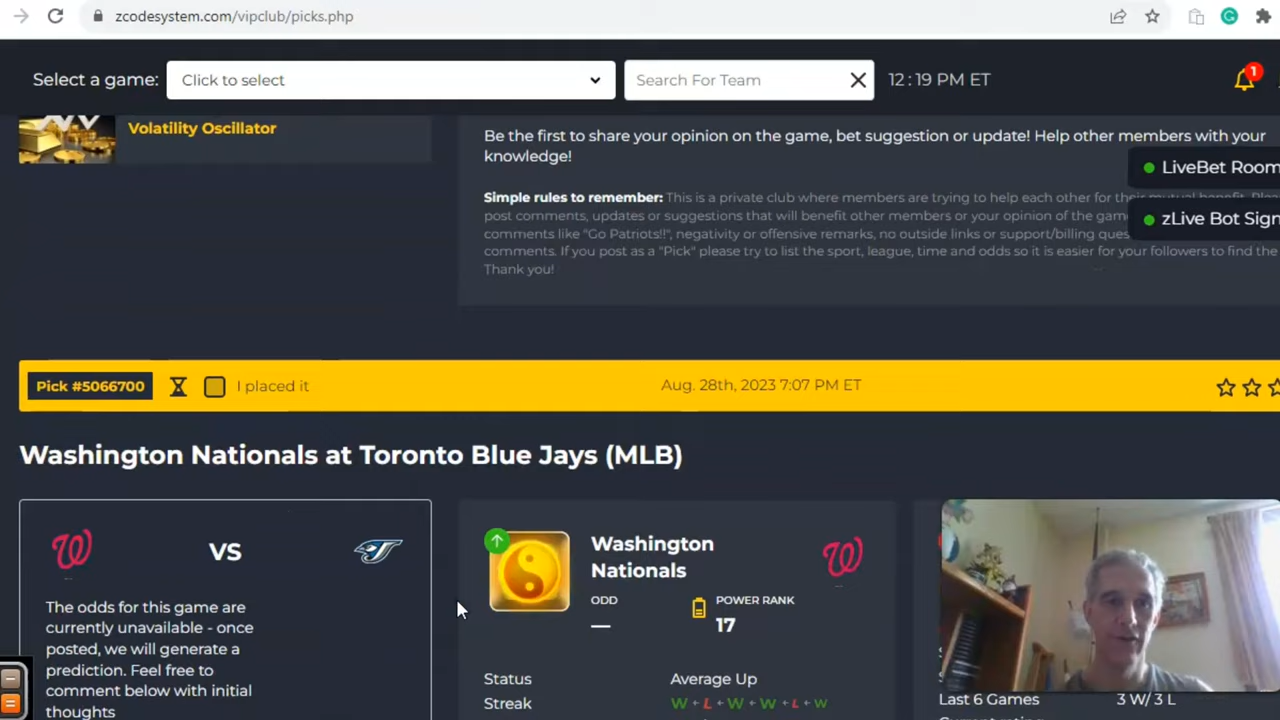 zcodesystem.com/vipclub/picks.php
Select a game: Click to select Search For Team 12:19 PM ET 1
Volatility Oscillator
Be the first to share your opinion on the game, bet suggestion or update! Help other members with your
knowledge!
LiveBet Room
Simple rules to remember: This is a private club where members are trying to help each other for their mutual benefit.
post comments, updates or suggestions that will benefit other members or your opinion of the gam
zLive Bot Sign
comments like "Go Patriots!!", negativity or offensive remarks, no outside links or support/billing ques
comments. If you post as a "Pick" please try to list the sport, league, time and odds so it is easier for your followers to find the
Thank you!
Pick #5066700 I placed it Aug. 28th, 2023 7:07 PM ET
Washington Nationals at Toronto Blue Jays (MLB)
W VS
The odds for this game are
currently unavailable - once
posted, we will generate a
prediction. Feel free to
comment below with initial
thoughts
Washington
Nationals
W
ODD
—
POWER RANK
17
Status Average Up
Streak W L W W L W
Last 6 Games 3 W/ 3 L